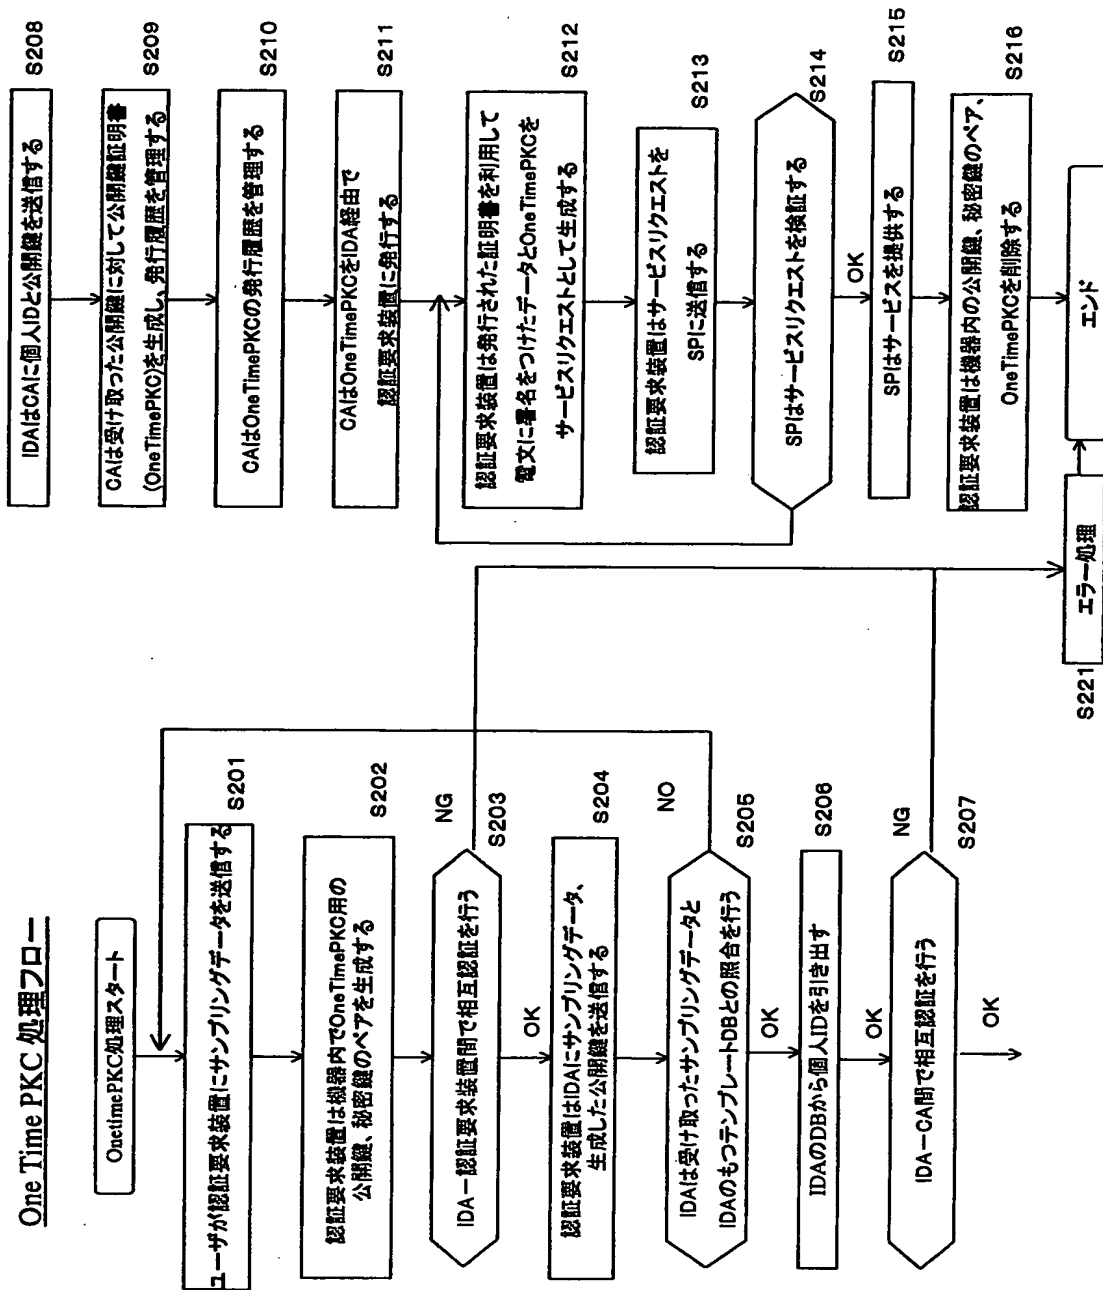 One Time PKC 処理フロー
OnetimePKC処理スタート
ユーザが認証要求装置にサンプリングデータを送信する
S201
認証要求装置は機器内でOneTimePKC用の
公開鍵、秘密鍵のペアを生成する
S202
IDA－認証要求装置間で相互認証を行う
NG
S203
OK
認証要求装置はIDAにサンプリングデータ、
生成した公開鍵を送信する
S204
IDAは受け取ったサンプリングデータと
IDAのもつテンプレートDBとの照合を行う
NO
S205
OK
IDAのDBから個人IDを引き出す
S206
OK
IDA－CA間で相互認証を行う
NG
S207
OK
IDAはCAに個人IDと公開鍵を送信する
S208
CAは受け取った公開鍵に対して公開鍵証明書
(OneTimePKC)を生成し、発行履歴を管理する
S209
CAはOneTimePKCの発行履歴を管理する
S210
CAはOneTimePKCをIDA経由で
認証要求装置に発行する
S211
認証要求装置は発行された証明書を利用して
電文に署名をつけたデータとOneTimePKCを
サービスリクエストとして生成する
S212
認証要求装置はサービスリクエストを
SPに送信する
S213
SPはサービスリクエストを検証する
S214
OK
SPはサービスを提供する
S215
認証要求装置は機器内の公開鍵、秘密鍵のペア、
OneTimePKCを削除する
S216
エラー処理
S221
エンド